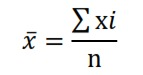 x̄ = ∑ xi / n